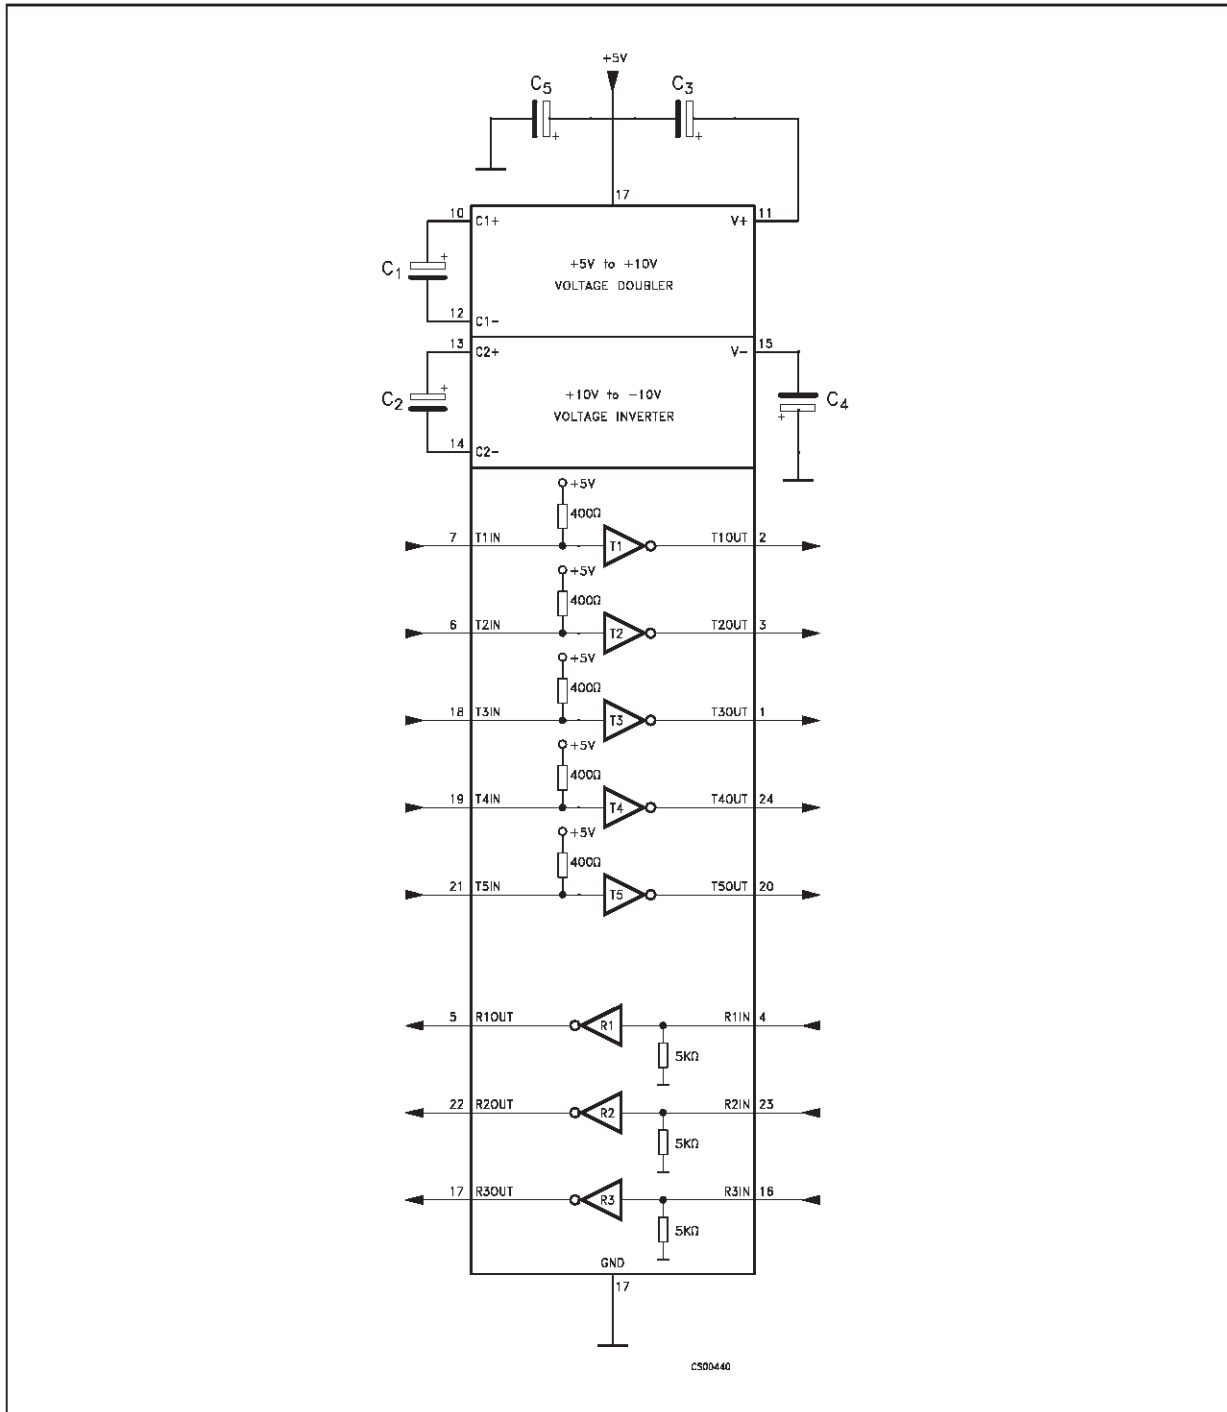 +5V
C5
C3
+
+
17
10
C1+
V+
11
C1
+
+5V to +10V
VOLTAGE DOUBLER
12
C1-
13
C2+
V-
15
C2
+
+10V to -10V
VOLTAGE INVERTER
C4
+
14
C2-
+5V
400Ω
7 T1IN T1 T1OUT 2
+5V
400Ω
6 T2IN T2 T2OUT 3
+5V
400Ω
18 T3IN T3 T3OUT 1
+5V
400Ω
19 T4IN T4 T4OUT 24
+5V
400Ω
21 T5IN T5 T5OUT 20
5 R1OUT R1 R1IN 4
5KΩ
22 R2OUT R2 R2IN 23
5KΩ
17 R3OUT R3 R3IN 16
5KΩ
GND
17
CS00440